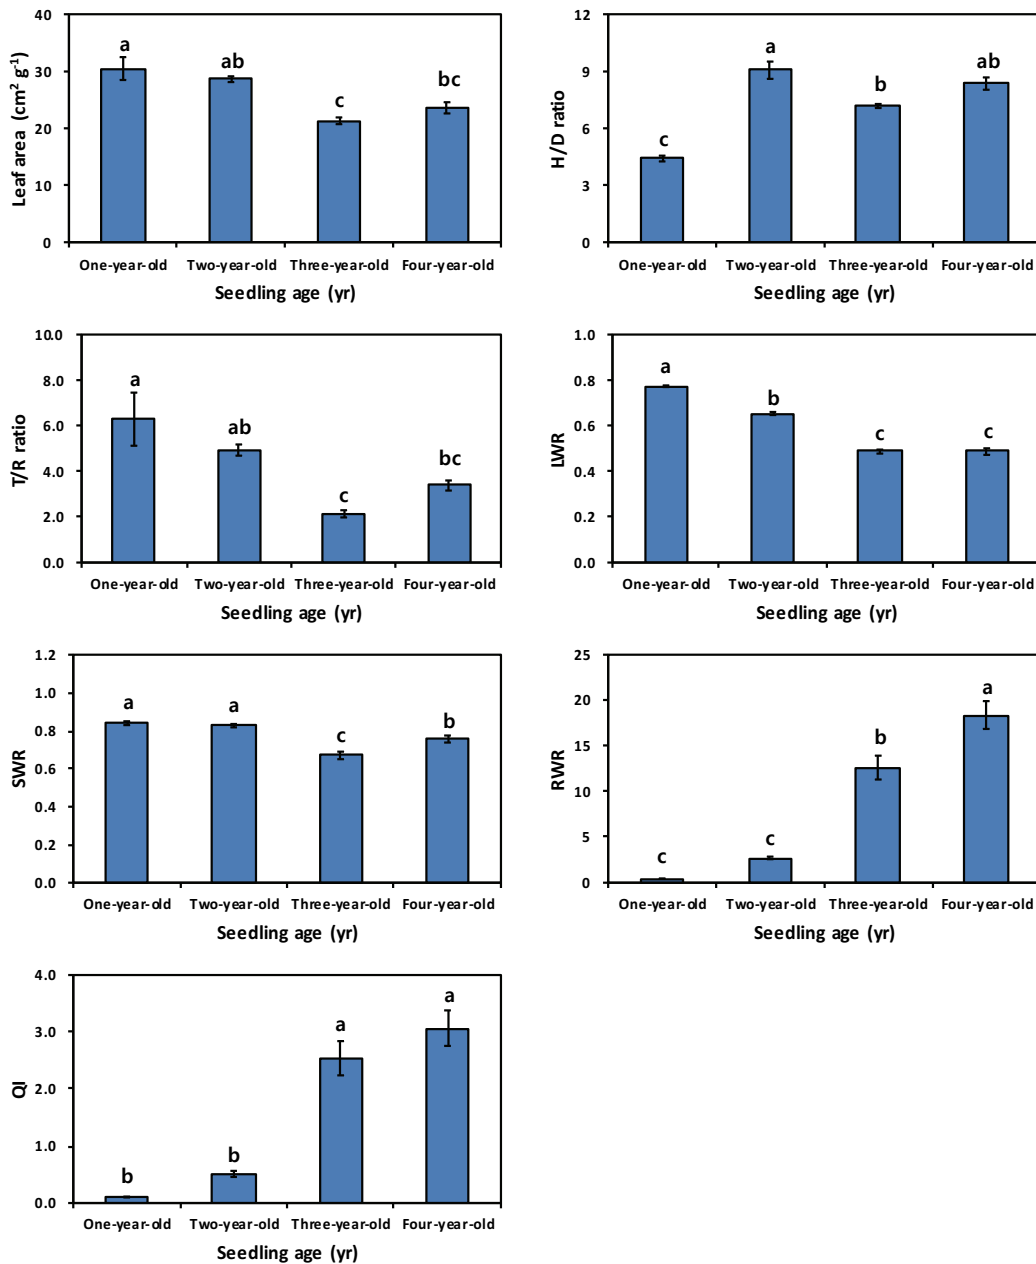 40
30
20
10
0
Leaf area (cm² g⁻¹)
a
ab
c
bc
One-year-old Two-year-old Three-year-old Four-year-old
Seedling age (yr)
12
9
6
3
0
H/D ratio
c
a
b
ab
One-year-old Two-year-old Three-year-old Four-year-old
Seedling age (yr)
10.0
8.0
6.0
4.0
2.0
0.0
T/R ratio
a
ab
c
bc
One-year-old Two-year-old Three-year-old Four-year-old
Seedling age (yr)
1.0
0.8
0.6
0.4
0.2
0.0
LWR
a
b
c
c
One-year-old Two-year-old Three-year-old Four-year-old
Seedling age (yr)
1.2
1.0
0.8
0.6
0.4
0.2
0.0
SWR
a
a
c
b
One-year-old Two-year-old Three-year-old Four-year-old
Seedling age (yr)
25
20
15
10
5
0
RWR
c
c
b
a
One-year-old Two-year-old Three-year-old Four-year-old
Seedling age (yr)
4.0
3.0
2.0
1.0
0.0
QI
b
b
a
a
One-year-old Two-year-old Three-year-old Four-year-old
Seedling age (yr)